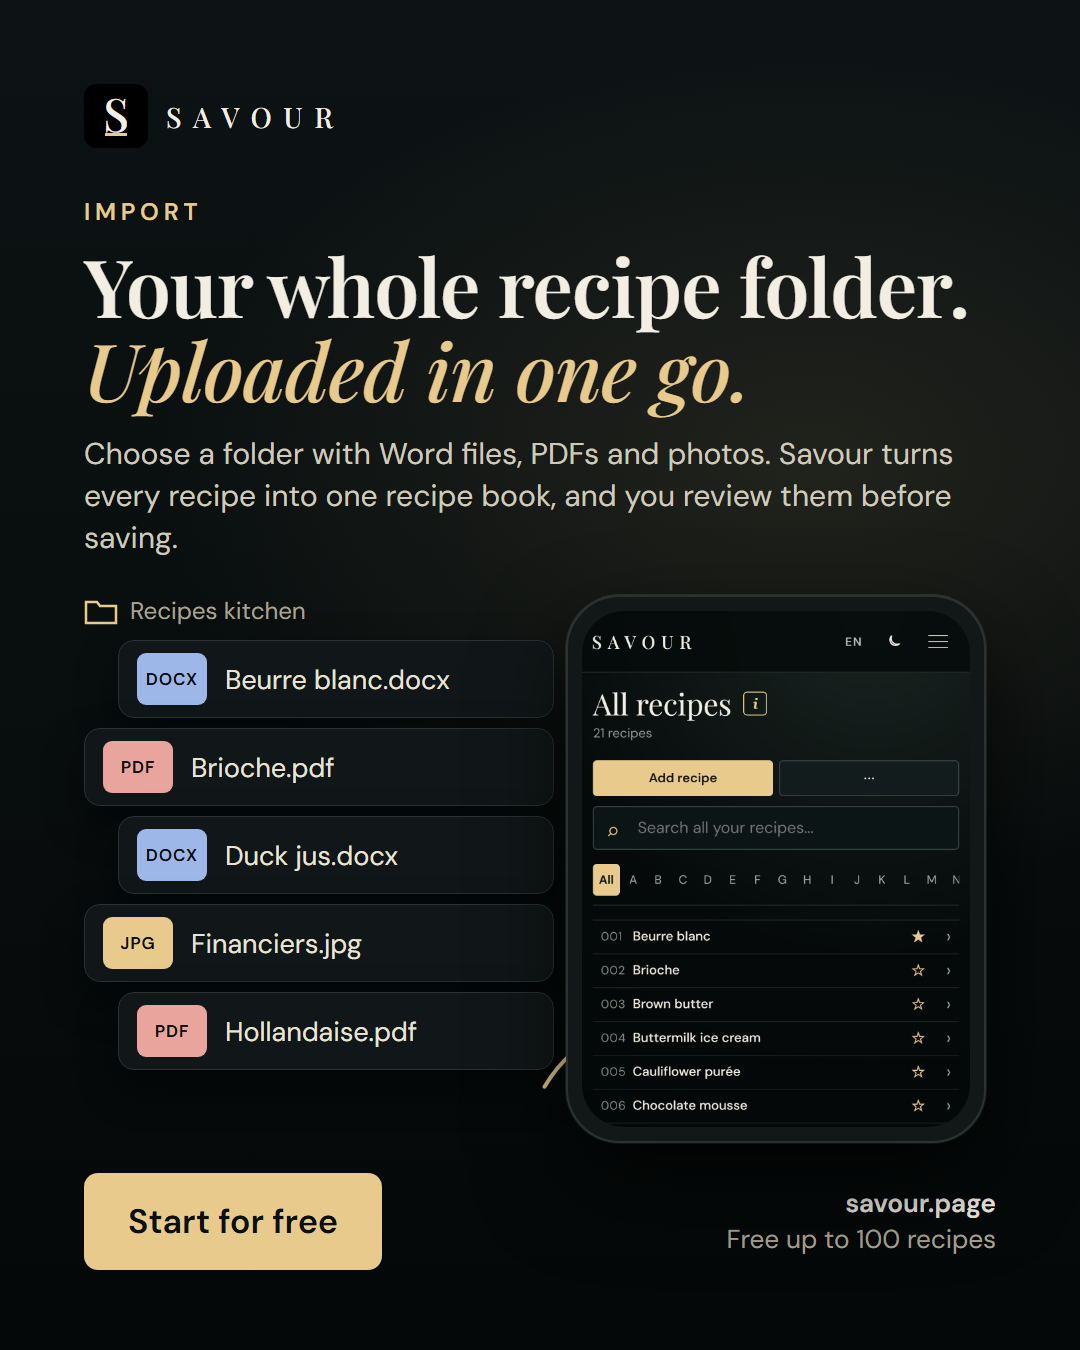 S
SAVOUR
IMPORT
Your whole recipe folder.
Uploaded in one go.
Choose a folder with Word files, PDFs and photos. Savour turns
every recipe into one recipe book, and you review them before
saving.
Recipes kitchen
DOCX Beurre blanc.docx
PDF Brioche.pdf
DOCX Duck jus.docx
JPG Financiers.jpg
PDF Hollandaise.pdf
SAVOUR EN
All recipes i
21 recipes
Add recipe ...
Search all your recipes...
All A B C D E F G H I J K L M N
001 Beurre blanc
002 Brioche
003 Brown butter
004 Buttermilk ice cream
005 Cauliflower purée
006 Chocolate mousse
Start for free
savour.page
Free up to 100 recipes